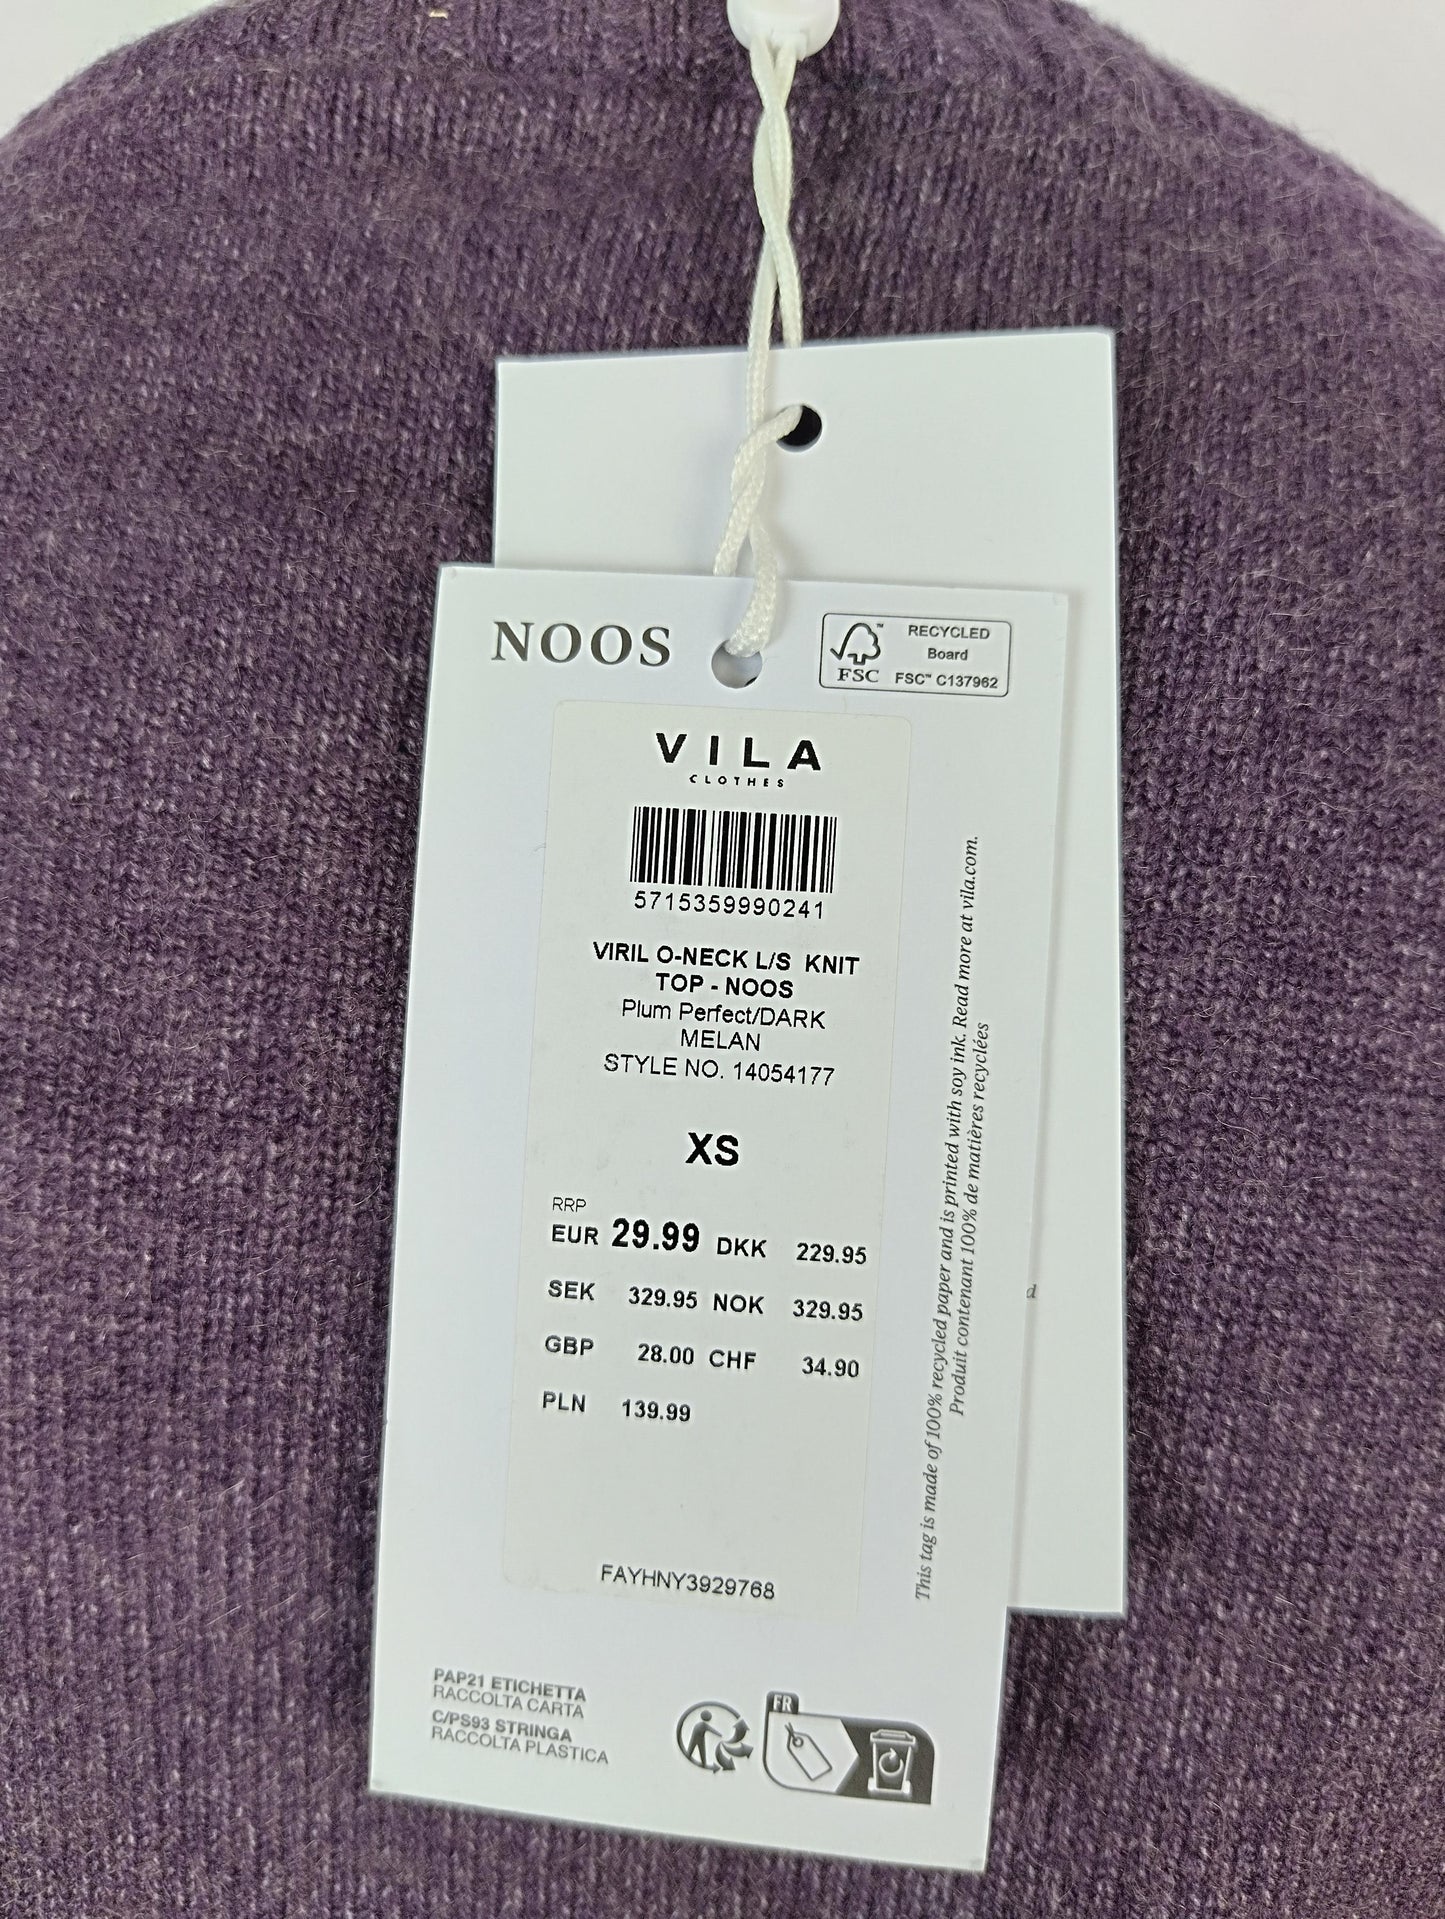 NOOS
FSC
RECYCLED
Board
FSC™ C137962
VILA
CLOTHES
5715359990241
VIRIL O-NECK L/S KNIT
TOP - NOOS
Plum Perfect/DARK
MELAN
STYLE NO. 14054177
XS
RRP
EUR 29.99 DKK 229.95
SEK 329.95 NOK 329.95
GBP 28.00 CHF 34.90
PLN 139.99
FAYHNY3929768
This tag is made of 100% recycled paper and is printed with soy ink. Read more at vila.com.
Produit contenant 100% de matières recyclées
d
PAP21 ETICHETTA
RACCOLTA CARTA
C/PS93 STRINGA
RACCOLTA PLASTICA
FR